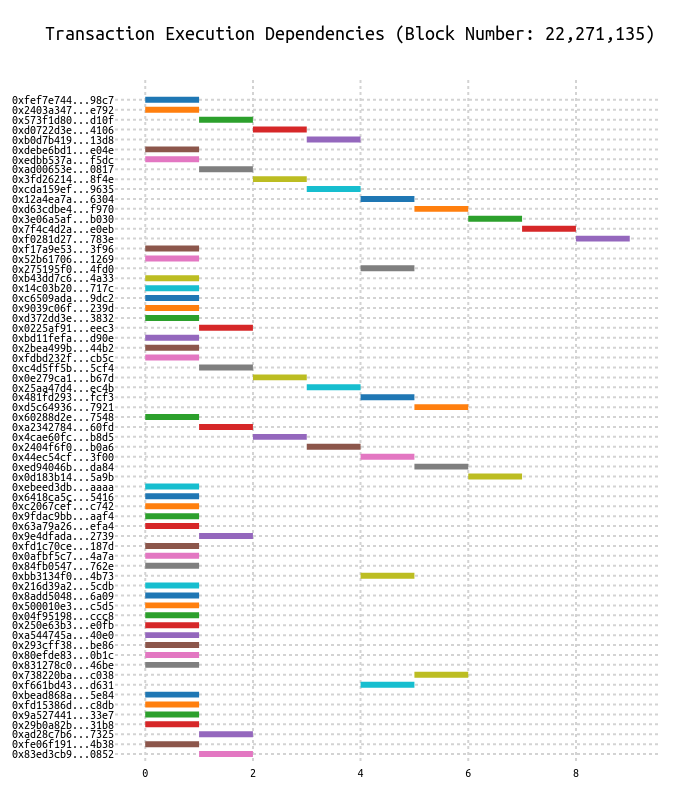 Transaction Execution Dependencies (Block Number: 22,271,135)
0xfef7e744...98c7
0x2403a347...e792
0x573f1d80...d10f
0xd0722d3e...4106
0xb0d7b419...13d8
0xdebe6bd1...e04e
0xedbb537a...f5dc
0xad00653e...0817
0x3fd26214...8f4e
0xcda159ef...9635
0x12a4ea7a...6304
0xd63cdbe4...f970
0x3e06a5af...b030
0x7f4c4d2a...e0eb
0xf0281d27...783e
0xf17a9e53...3f96
0x52b61706...1269
0x275195f0...4fd0
0xb43dd7c6...4a33
0x14c03b20...717c
0xc6509ada...9dc2
0x9039c06f...239d
0xd372dd3e...3832
0x0225af91...eec3
0xbd11fefa...d90e
0x2bea499b...44b2
0xfdbd232f...cb5c
0xc4d5ff5b...5cf4
0x0e279ca1...b67d
0x25aa47d4...ec4b
0x481fd293...fcf3
0xd5c64936...7921
0x60288d2e...7548
0xa2342784...60fd
0x4cae60fc...b8d5
0x2404f6f0...b0a6
0x44ec54cf...3f00
0xed94046b...da84
0x0d183b14...5a9b
0xebeed3db...aaaa
0x6418ca5c...5416
0xc2067cef...c742
0x9fdac9bb...aaf4
0x63a79a26...efa4
0x9e4dfada...2739
0xfd1c70ce...187d
0x0afbf5c7...4a7a
0x84fb0547...762e
0xbb3134f0...4b73
0x216d39a2...5cdb
0x8add5048...6a09
0x500010e3...c5d5
0x04f95198...ccc8
0x250e63b3...e0fb
0xa544745a...40e0
0x293cff38...be86
0x80efde83...0b1c
0x831278c0...46be
0x738220ba...c038
0xf661bd43...d631
0xbead868a...5e84
0xfd15386d...c8db
0x9a527441...33e7
0x29b0a82b...31b8
0xad28c7b6...7325
0xfe06f191...4b38
0x83ed3cb9...0852
0 2 4 6 8